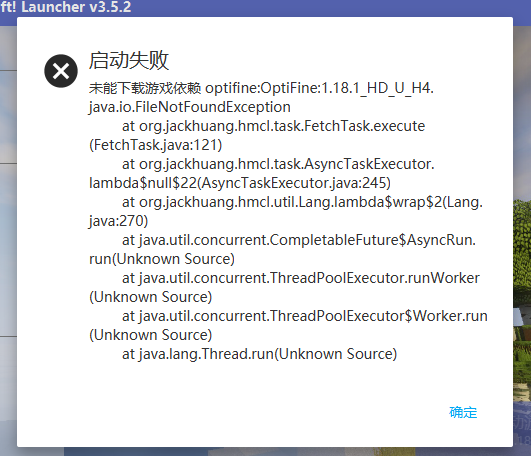 ft! Launcher v3.5.2
启动失败
未能下载游戏依赖 optifine:OptiFine:1.18.1_HD_U_H4.
java.io.FileNotFoundException
at org.jackhuang.hmcl.task.FetchTask.execute
(FetchTask.java:121)
at org.jackhuang.hmcl.task.AsyncTaskExecutor.
lambda$null$22(AsyncTaskExecutor.java:245)
at org.jackhuang.hmcl.util.Lang.lambda$wrap$2(Lang.
java:270)
at java.util.concurrent.CompletableFuture$AsyncRun.
run(Unknown Source)
at java.util.concurrent.ThreadPoolExecutor.runWorker
(Unknown Source)
at java.util.concurrent.ThreadPoolExecutor$Worker.run
(Unknown Source)
at java.lang.Thread.run(Unknown Source)
确定